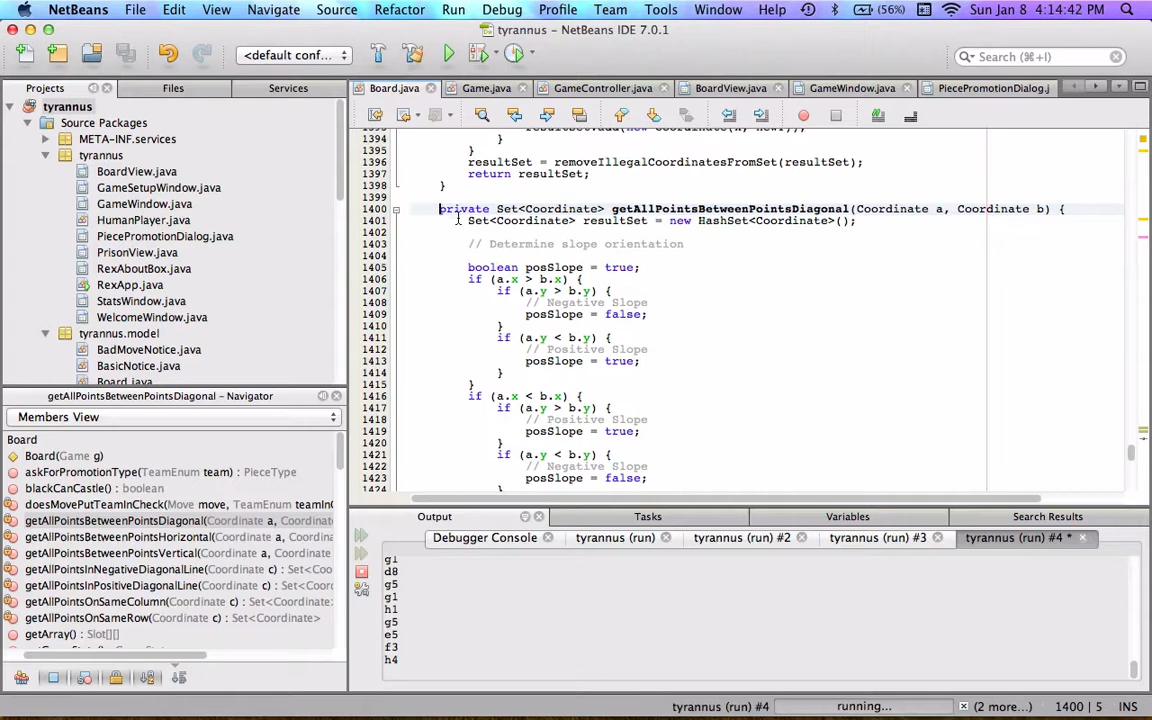 NetBeans File Edit View Navigate Source Refactor Run Debug Profile Team Tools Window Help (56%) Sun Jan 8 4:14:42 PM
tyrannus - NetBeans IDE 7.0.1
<default conf... Search (⌘+I)
Projects Files Services
Board.java Game.java GameController.java BoardView.java GameWindow.java PiecePromotionDialog.j
tyrannus
Source Packages
META-INF.services
tyrannus
BoardView.java
GameSetupWindow.java
GameWindow.java
HumanPlayer.java
PiecePromotionDialog.java
PrisonView.java
RexAboutBox.java
RexApp.java
StatsWindow.java
WelcomeWindow.java
tyrannus.model
BadMoveNotice.java
BasicNotice.java
Board.java
1394 }
1395 }
1396 resultSet = removeIllegalCoordinatesFromSet(resultSet);
1397 return resultSet;
1398 }
1399
1400 private Set<Coordinate> getAllPointsBetweenPointsDiagonal(Coordinate a, Coordinate b) {
1401 Set<Coordinate> resultSet = new HashSet<Coordinate>();
1402
1403 // Determine slope orientation
1404
1405 boolean posSlope = true;
1406 if (a.x > b.x) {
1407 if (a.y > b.y) {
1408 // Negative Slope
1409 posSlope = false;
1410 }
1411 if (a.y < b.y) {
1412 // Positive Slope
1413 posSlope = true;
1414 }
1415 }
1416 if (a.x < b.x) {
1417 if (a.y > b.y) {
1418 // Positive Slope
1419 posSlope = true;
1420 }
1421 if (a.y < b.y) {
1422 // Negative Slope
1423 posSlope = false;
1424 }
getAllPointsBetweenPointsDiagonal - Navigator
Members View
Board
Board(Game g)
askForPromotionType(TeamEnum team) : PieceType
blackCanCastle() : boolean
doesMovePutTeamInCheck(Move move, TeamEnum teamIn
getAllPointsBetweenPointsDiagonal(Coordinate a, Coordinat
getAllPointsBetweenPointsHorizontal(Coordinate a, Coordin
getAllPointsBetweenPointsVertical(Coordinate a, Coordinate
getAllPointsInNegativeDiagonalLine(Coordinate c) : Set<Coo
getAllPointsInPositiveDiagonalLine(Coordinate c) : Set<Coor
getAllPointsOnSameColumn(Coordinate c) : Set<Coordinate>
getAllPointsOnSameRow(Coordinate c) : Set<Coordinate>
getArray() : Slot[][]
Output Tasks Variables Search Results
Debugger Console tyrannus (run) tyrannus (run) #2 tyrannus (run) #3 tyrannus (run) #4 *
g1
d8
g5
g1
h1
g5
e5
f3
h4
tyrannus (run) #4 running... (2 more...) 1400 | 5 INS